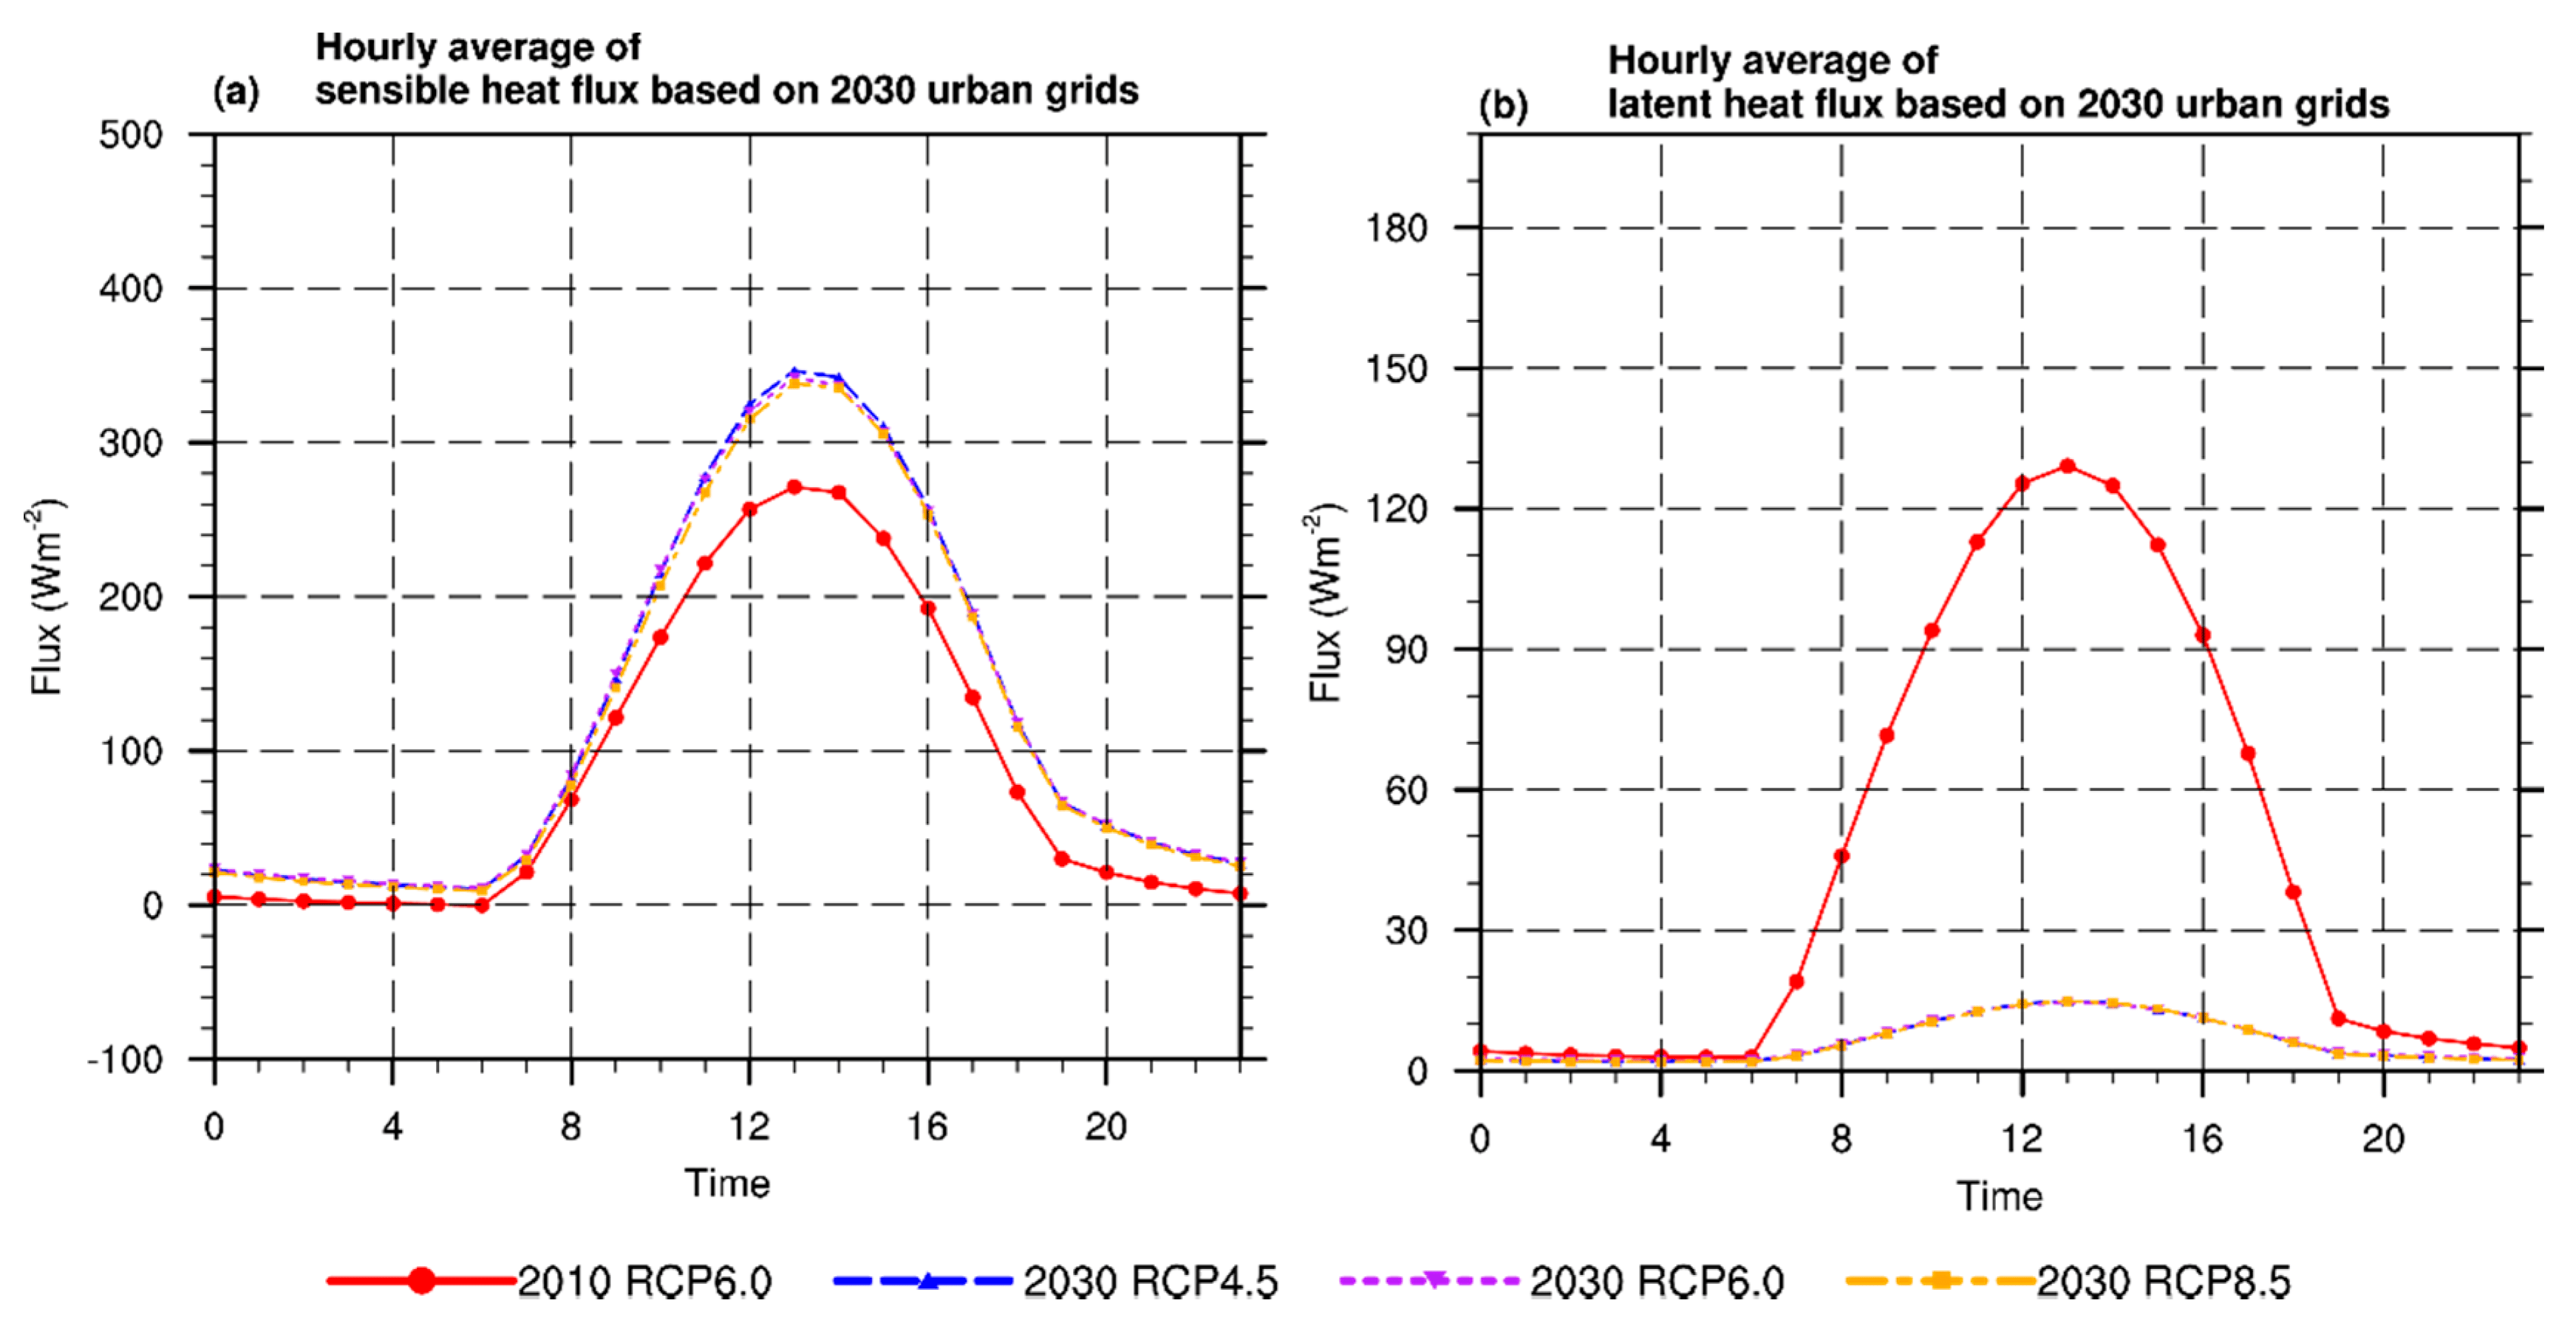 Hourly average of
(a) sensible heat flux based on 2030 urban grids
500
400
300
200
100
0
-100
Flux (Wm-2)
0 4 8 12 16 20
Time
Hourly average of
(b) latent heat flux based on 2030 urban grids
180
150
120
90
60
30
0
Flux (Wm-2)
0 4 8 12 16 20
Time
2010 RCP6.0 2030 RCP4.5 2030 RCP6.0 2030 RCP8.5